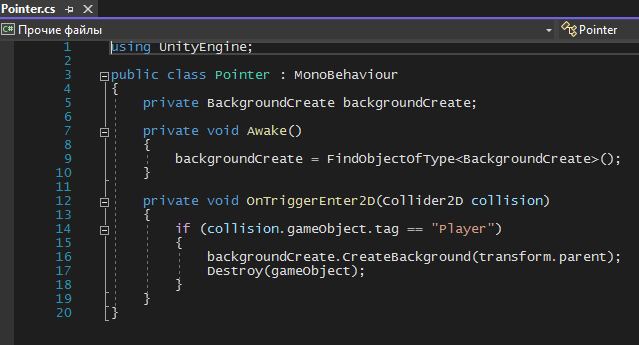 Pointer.cs
C# Прочие файлы
Pointer
1 using UnityEngine;
2
3 public class Pointer : MonoBehaviour
4 {
5 private BackgroundCreate backgroundCreate;
6
7 private void Awake()
8 {
9 backgroundCreate = FindObjectOfType<BackgroundCreate>();
10 }
11
12 private void OnTriggerEnter2D(Collider2D collision)
13 {
14 if (collision.gameObject.tag == "Player")
15 {
16 backgroundCreate.CreateBackground(transform.parent);
17 Destroy(gameObject);
18 }
19 }
20 }